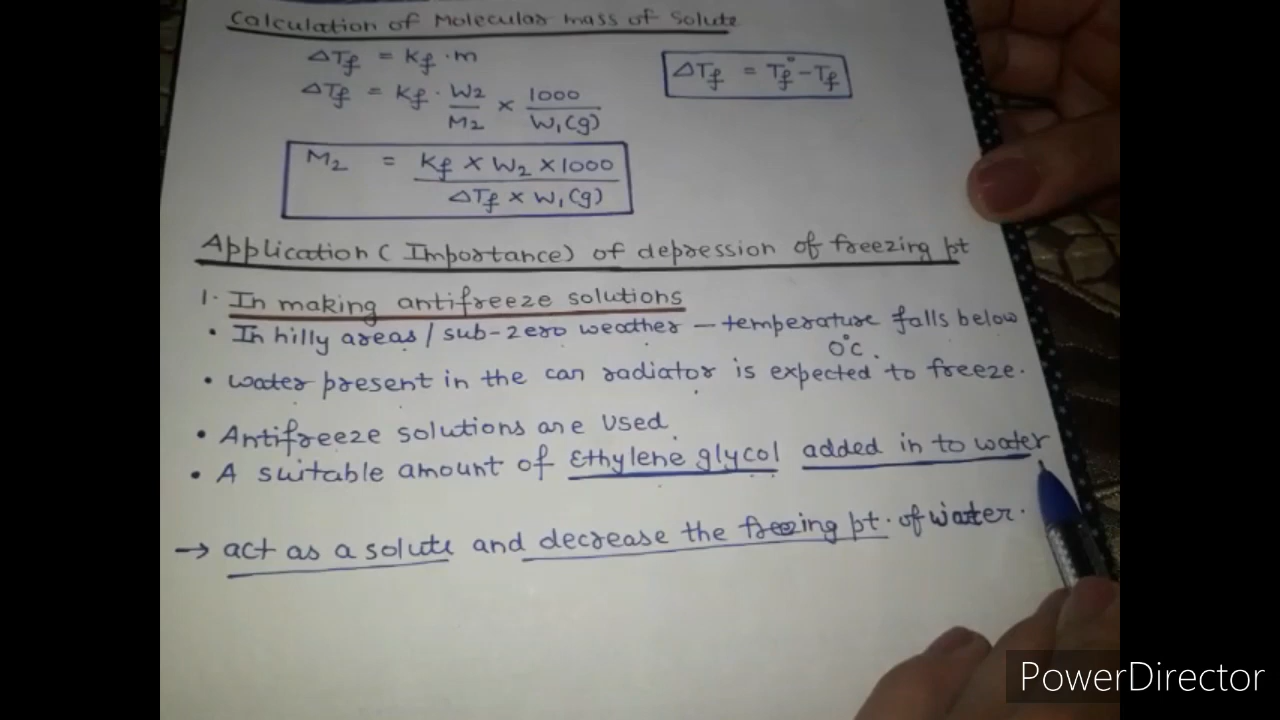 Calculation of Molecular mass of Solute
ΔTf = Kf · m
ΔTf = Tf° - Tf
ΔTf = Kf · W2/M2 × 1000/W1(g)
M2 = Kf × W2 × 1000 / ΔTf × W1(g)
Application (Importance) of depression of freezing pt
1. In making antifreeze solutions
• In hilly areas / sub-zero weather – temperature falls below
0°C.
• water present in the car radiator is expected to freeze.
• Antifreeze solutions are used.
• A suitable amount of Ethylene glycol added in to water
→ act as a solute and decrease the freezing pt. of water.
PowerDirector